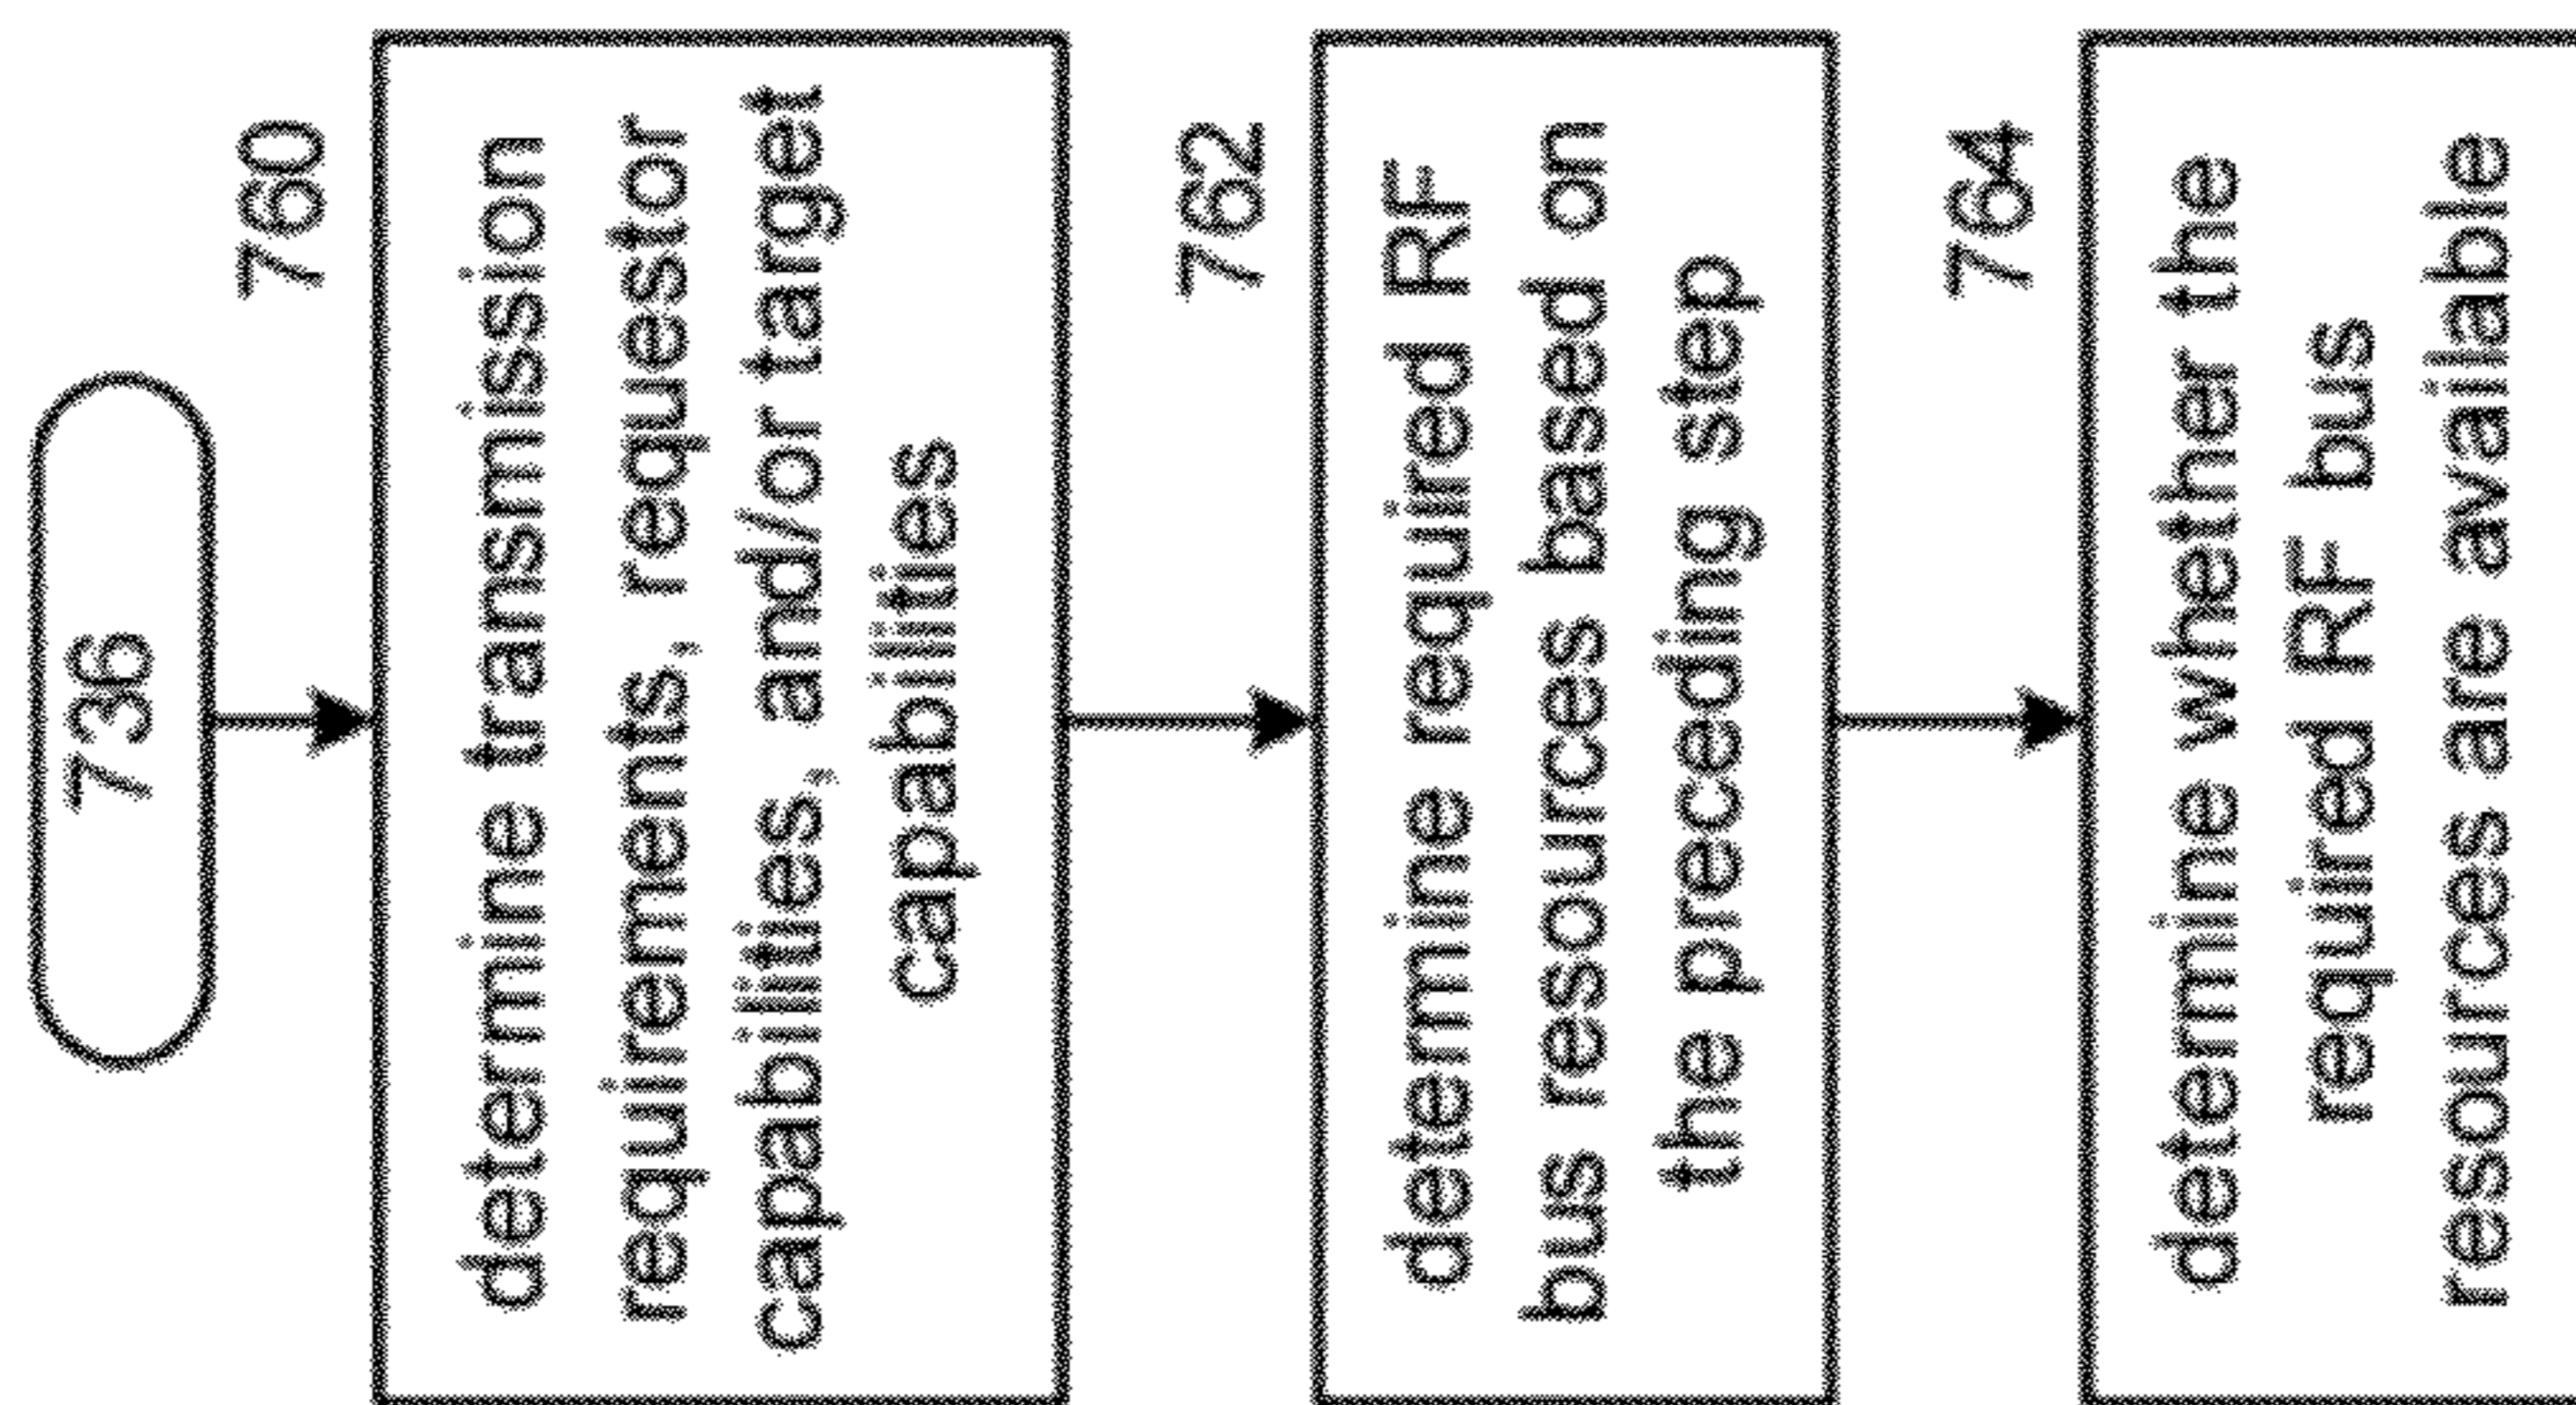 736
760
determine transmission
requirements, requestor
capabilities, and/or target
capabilities
762
determine required RF
bus resources based on
the preceding step
764
determine whether the
required RF bus
resources are available